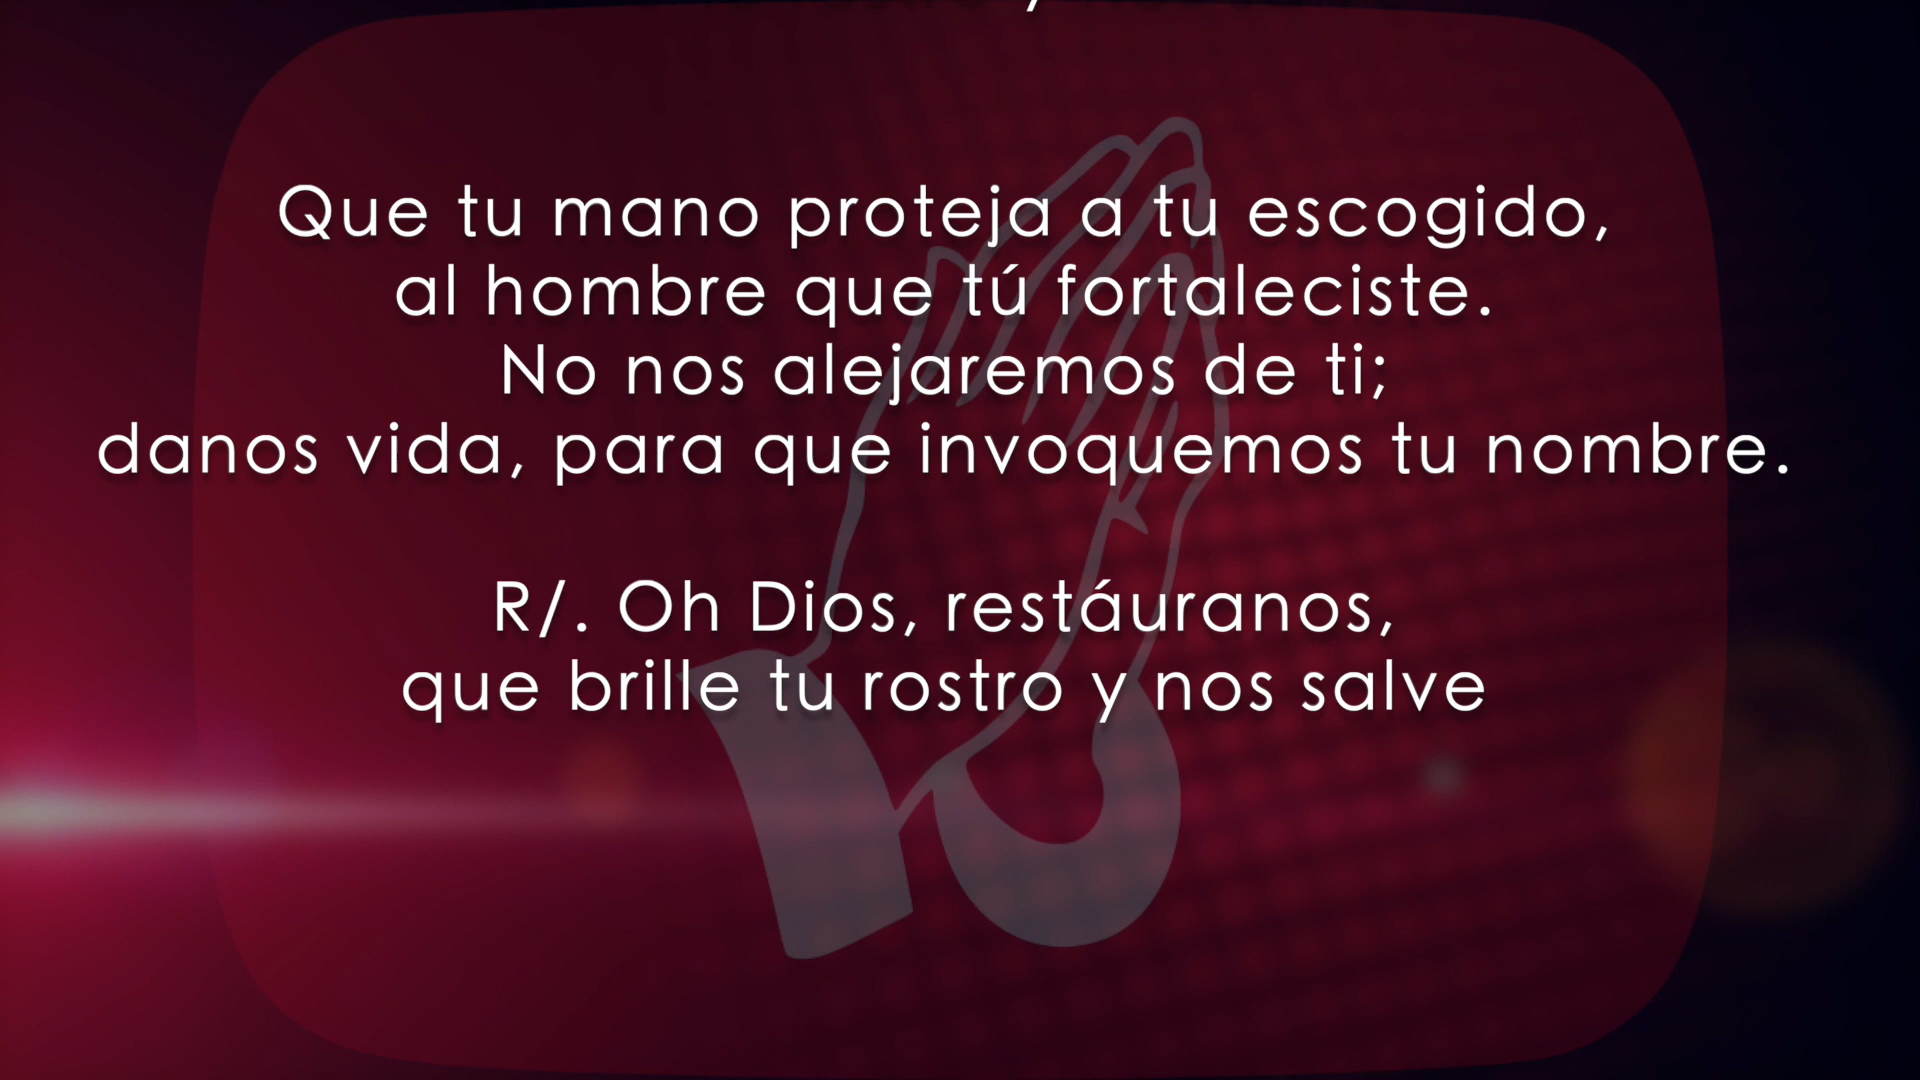 Que tu mano proteja a tu escogido,
al hombre que tú fortaleciste.
No nos alejaremos de ti;
danos vida, para que invoquemos tu nombre.
R/. Oh Dios, restáuranos,
que brille tu rostro y nos salve